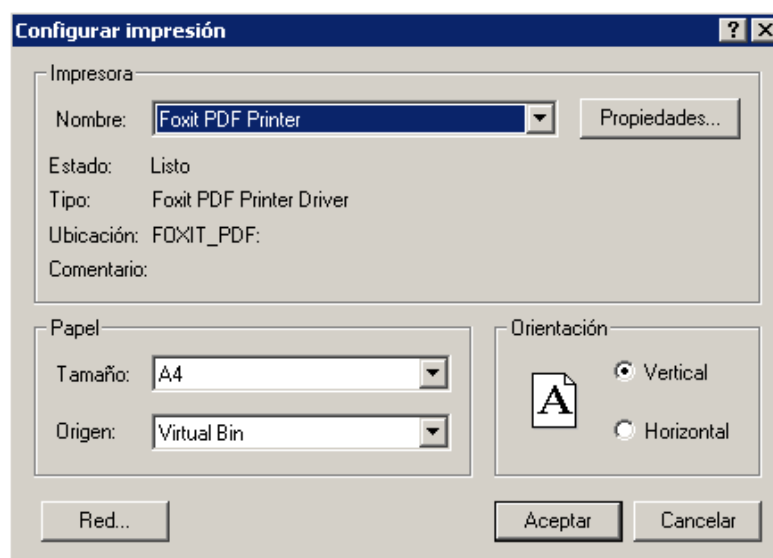 Configurar impresión
Impresora
Nombre: Foxit PDF Printer Propiedades...
Estado: Listo
Tipo: Foxit PDF Printer Driver
Ubicación: FOXIT_PDF:
Comentario:
Papel
Tamaño: A4
Origen: Virtual Bin
Orientación
A
Vertical
Horizontal
Red... Aceptar Cancelar